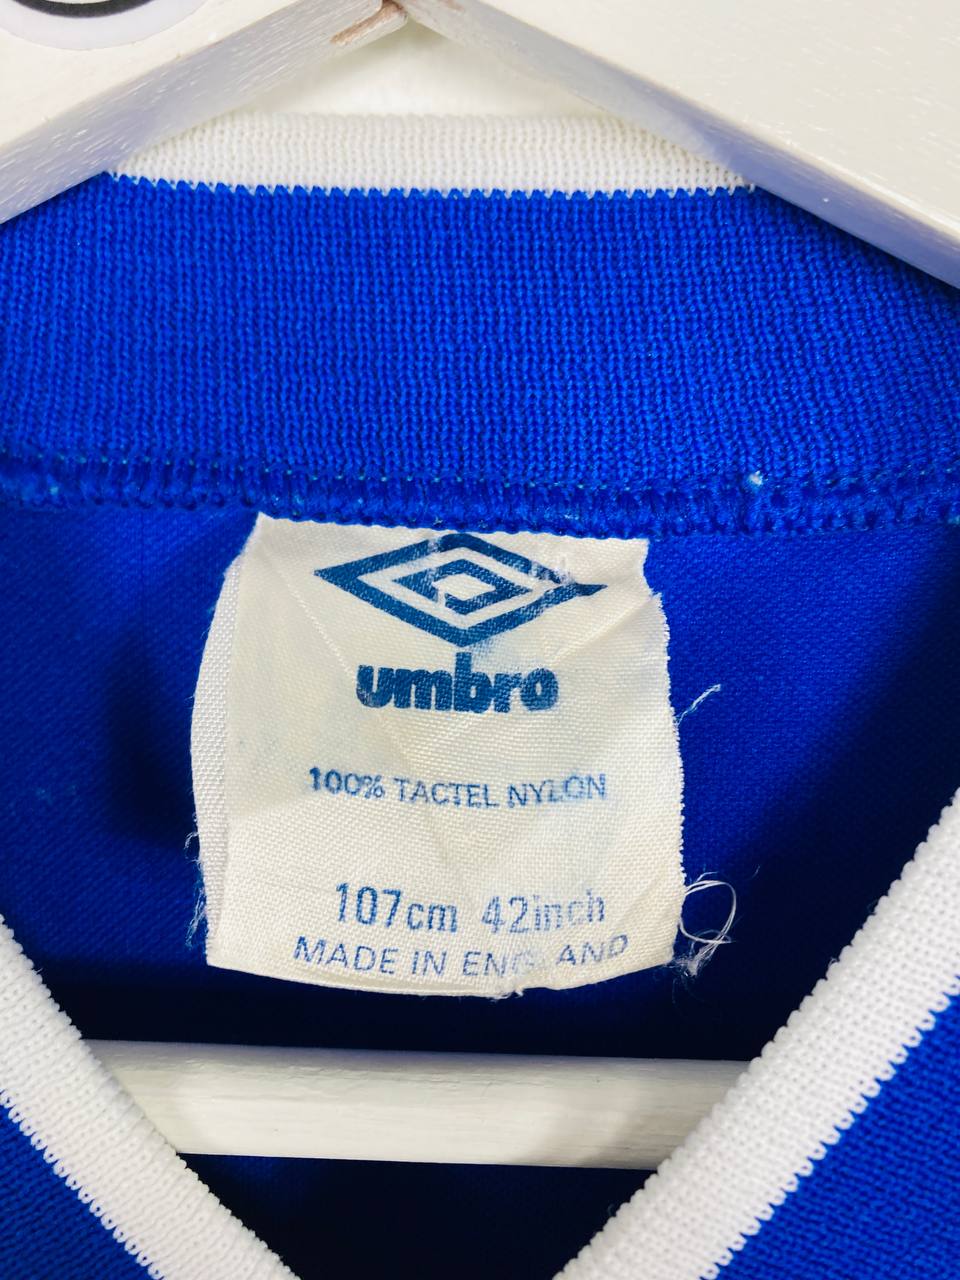 umbro
100% TACTEL NYLON
107cm 42inch
MADE IN ENGLAND